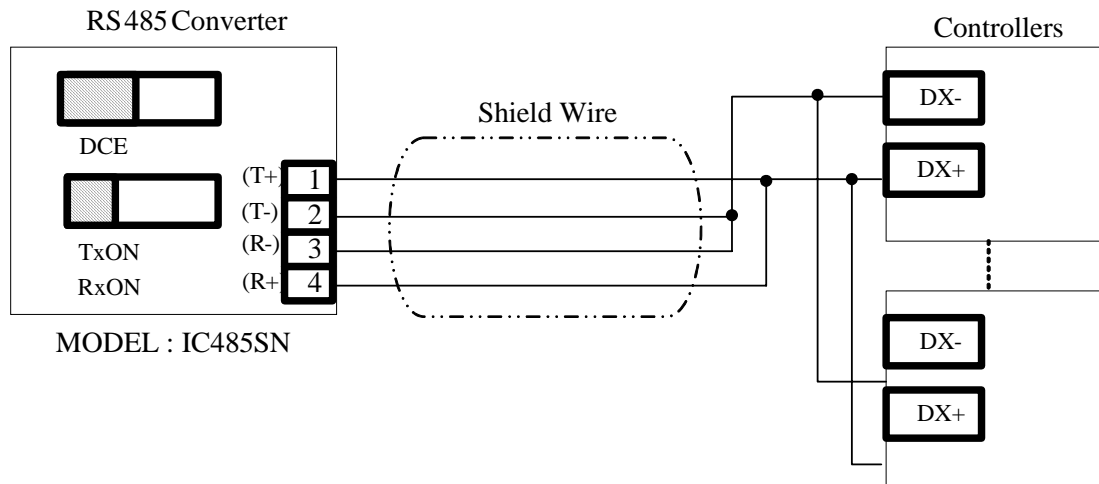 RS485 Converter
Controllers
DX-
Shield Wire
DCE
(T+) 1
DX+
(T-) 2
TxON
(R-) 3
RxON
(R+) 4
MODEL : IC485SN
DX-
DX+